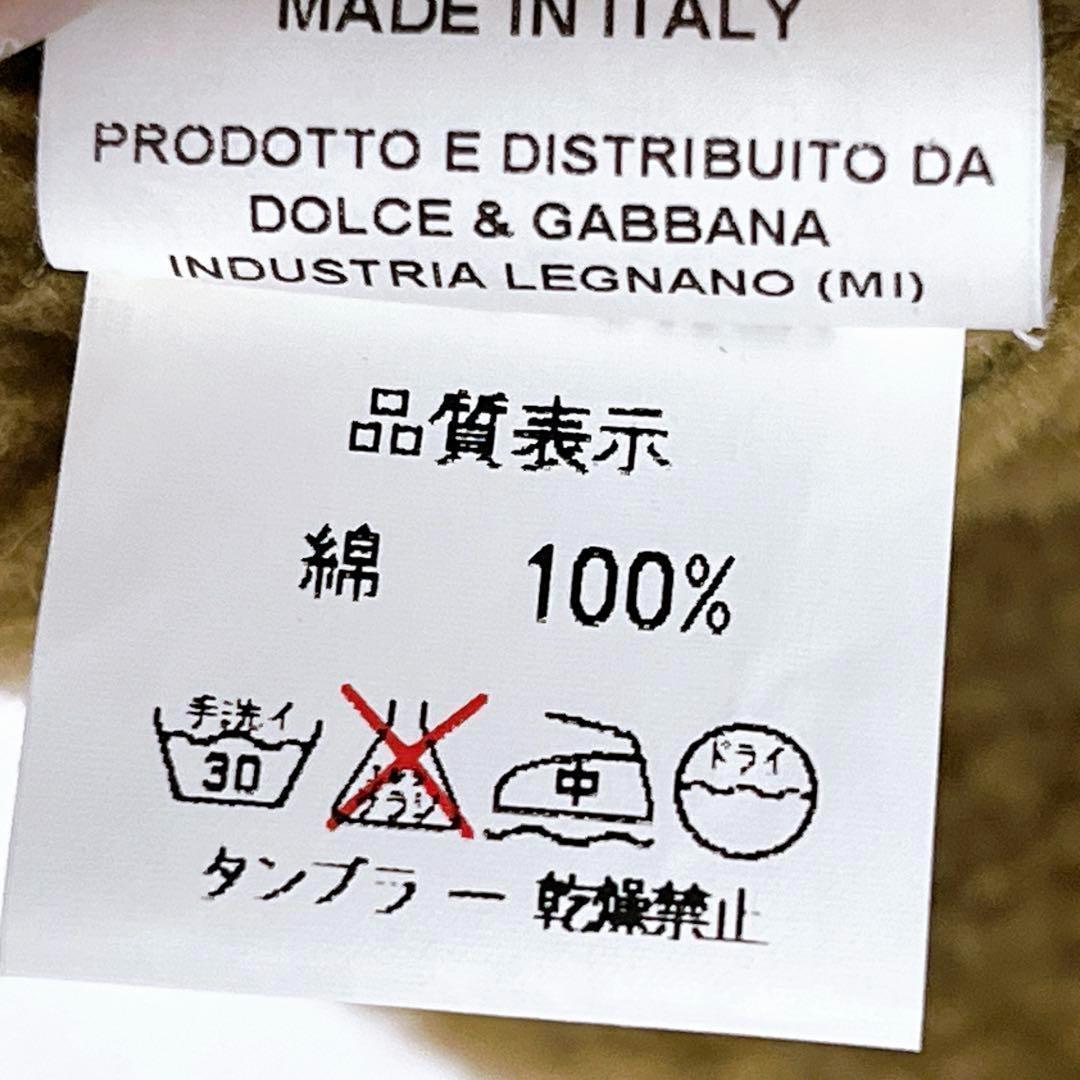 MADE IN ITALY
PRODOTTO E DISTRIBUITO DA
DOLCE & GABBANA
INDUSTRIA LEGNANO (MI)
品質表示
綿 100%
手洗イ 30 中 ドライ
タンブラー 乾燥禁止